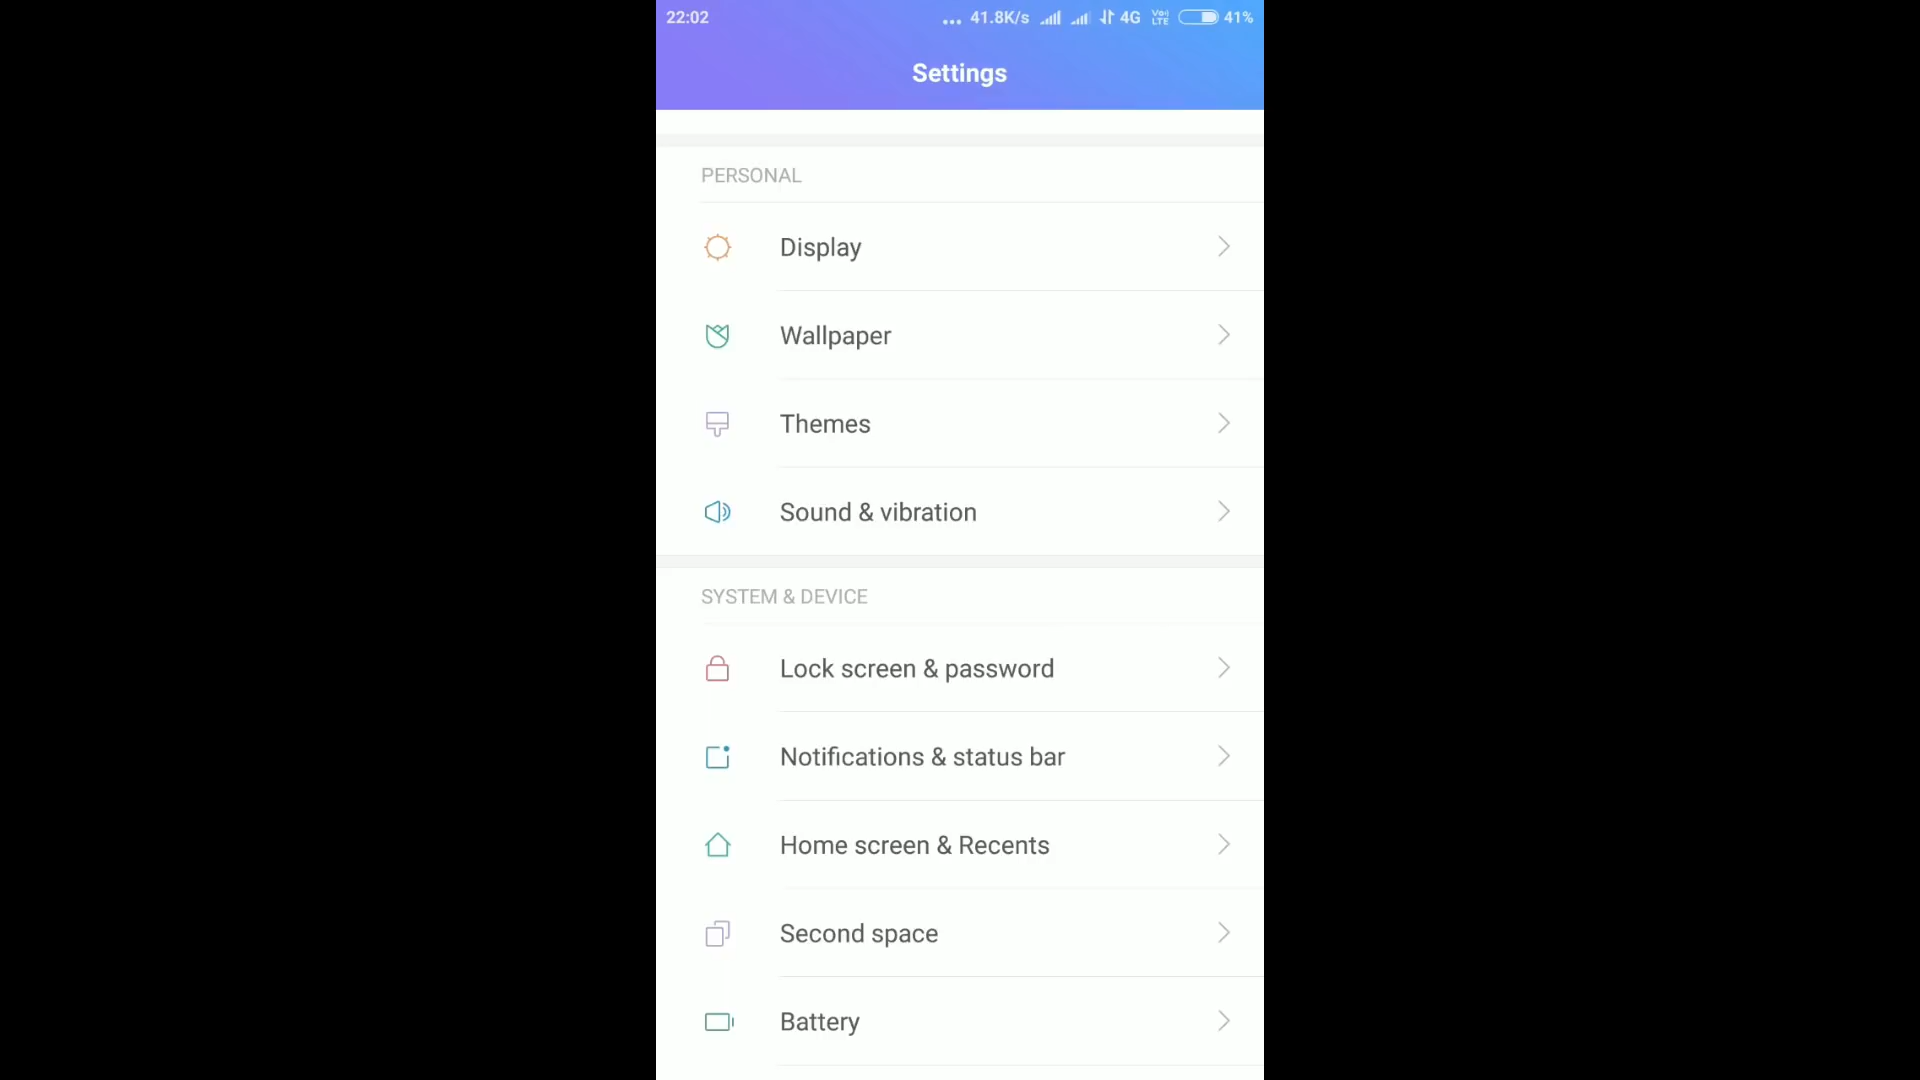 22:02
... 41.8K/s 4G VoLTE 41%
Settings
PERSONAL
Display
Wallpaper
Themes
Sound & vibration
SYSTEM & DEVICE
Lock screen & password
Notifications & status bar
Home screen & Recents
Second space
Battery